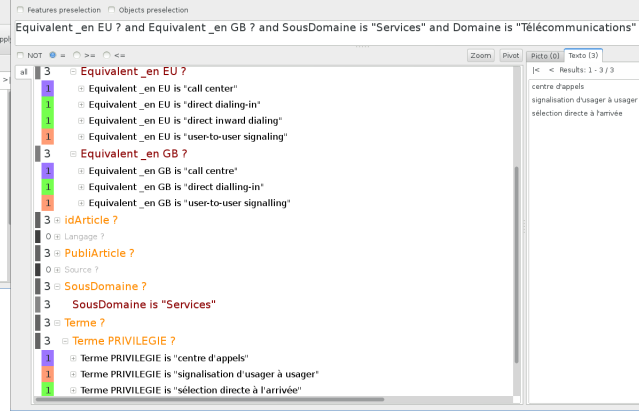 Features preselection Objects preselection
Equivalent _en EU ? and Equivalent _en GB ? and SousDomaine is "Services" and Domaine is "Télécommunications"
NOT = >= <= Zoom Pivot Picto (0) Texto (3)
all
|< < Results: 1 - 3 / 3
3 Equivalent _en EU ?
1 Equivalent _en EU is "call center"
1 Equivalent _en EU is "direct dialing-in"
1 Equivalent _en EU is "direct inward dialing"
1 Equivalent _en EU is "user-to-user signaling"
3 Equivalent _en GB ?
1 Equivalent _en GB is "call centre"
1 Equivalent _en GB is "direct dialling-in"
1 Equivalent _en GB is "user-to-user signalling"
3 idArticle ?
0 Langage ?
3 PubliArticle ?
0 Source ?
3 SousDomaine ?
3 SousDomaine is "Services"
3 Terme ?
3 Terme PRIVILEGIE ?
1 Terme PRIVILEGIE is "centre d'appels"
1 Terme PRIVILEGIE is "signalisation d'usager à usager"
1 Terme PRIVILEGIE is "sélection directe à l'arrivée"
centre d'appels
signalisation d'usager à usager
sélection directe à l'arrivée